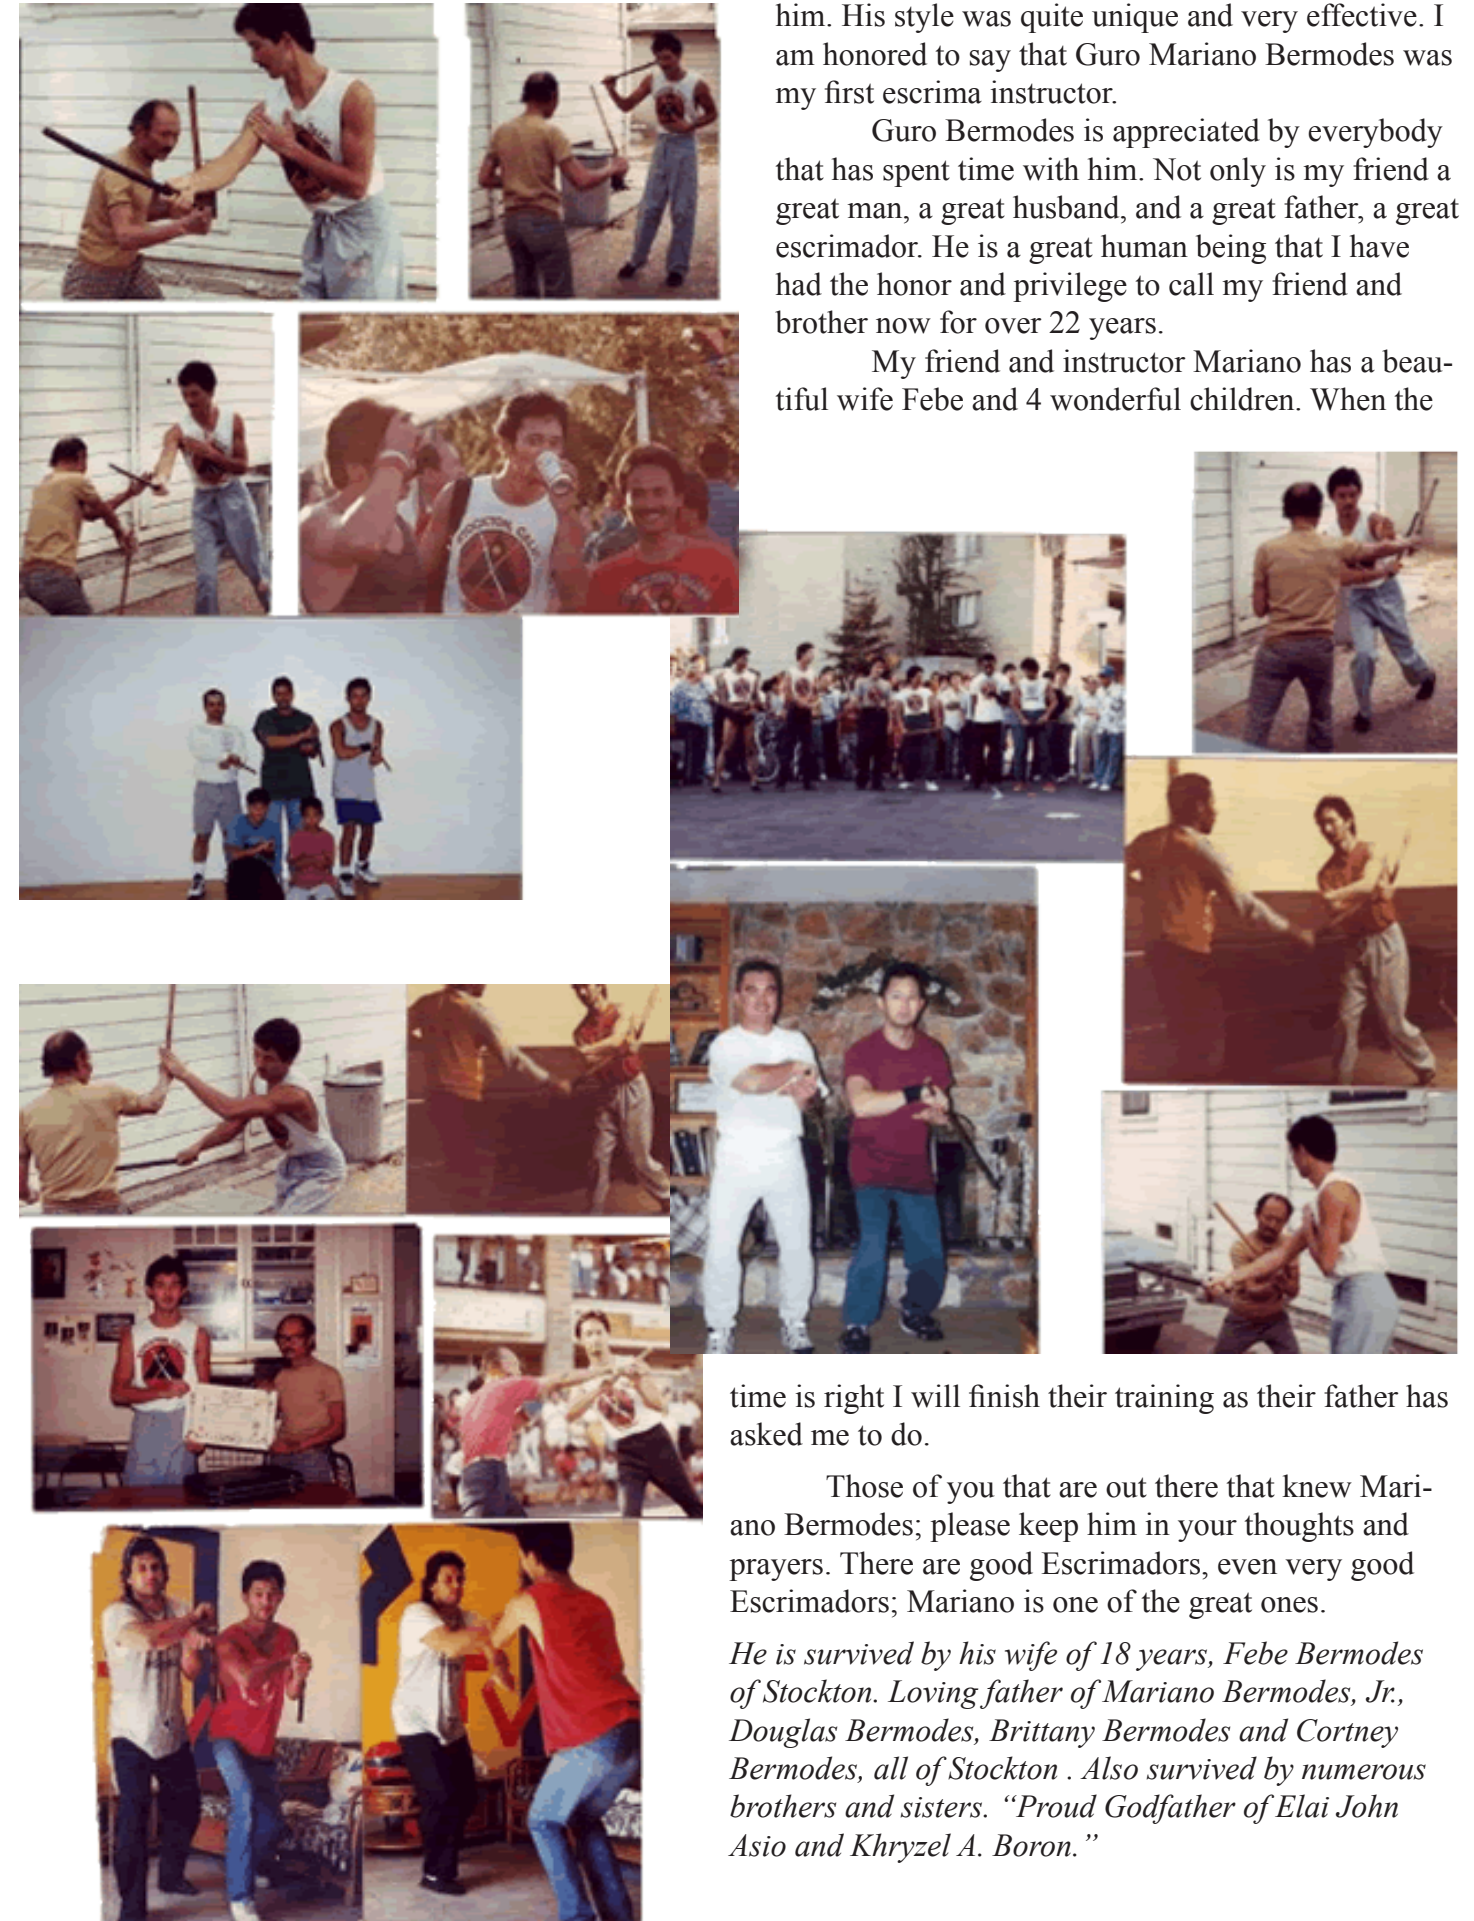 him. His style was quite unique and very effective. I
am honored to say that Guro Mariano Bermodes was
my first escrima instructor.
Guro Bermodes is appreciated by everybody
that has spent time with him. Not only is my friend a
great man, a great husband, and a great father, a great
escrimador. He is a great human being that I have
had the honor and privilege to call my friend and
brother now for over 22 years.
My friend and instructor Mariano has a beau-
tiful wife Febe and 4 wonderful children. When the
time is right I will finish their training as their father has
asked me to do.
Those of you that are out there that knew Mari-
ano Bermodes; please keep him in your thoughts and
prayers. There are good Escrimadors, even very good
Escrimadors; Mariano is one of the great ones.
He is survived by his wife of 18 years, Febe Bermodes
of Stockton. Loving father of Mariano Bermodes, Jr.,
Douglas Bermodes, Brittany Bermodes and Cortney
Bermodes, all of Stockton . Also survived by numerous
brothers and sisters. “Proud Godfather of Elai John
Asio and Khryzel A. Boron.”